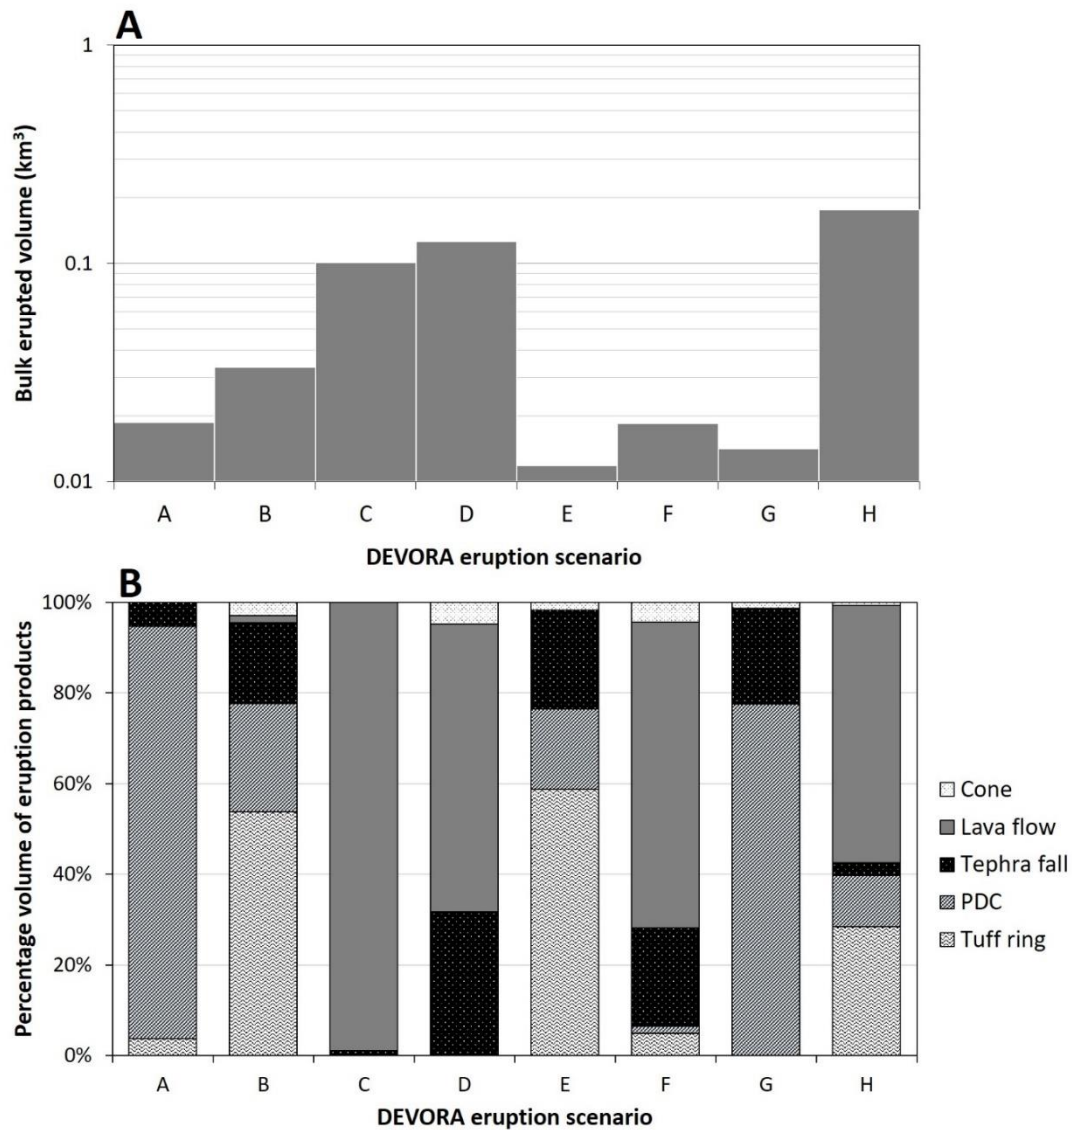 A
Bulk erupted volume (km³)
1
0.1
0.01
A B C D E F G H
DEVORA eruption scenario
B
Percentage volume of eruption products
100%
80%
60%
40%
20%
0%
Cone
Lava flow
Tephra fall
PDC
Tuff ring
A B C D E F G H
DEVORA eruption scenario